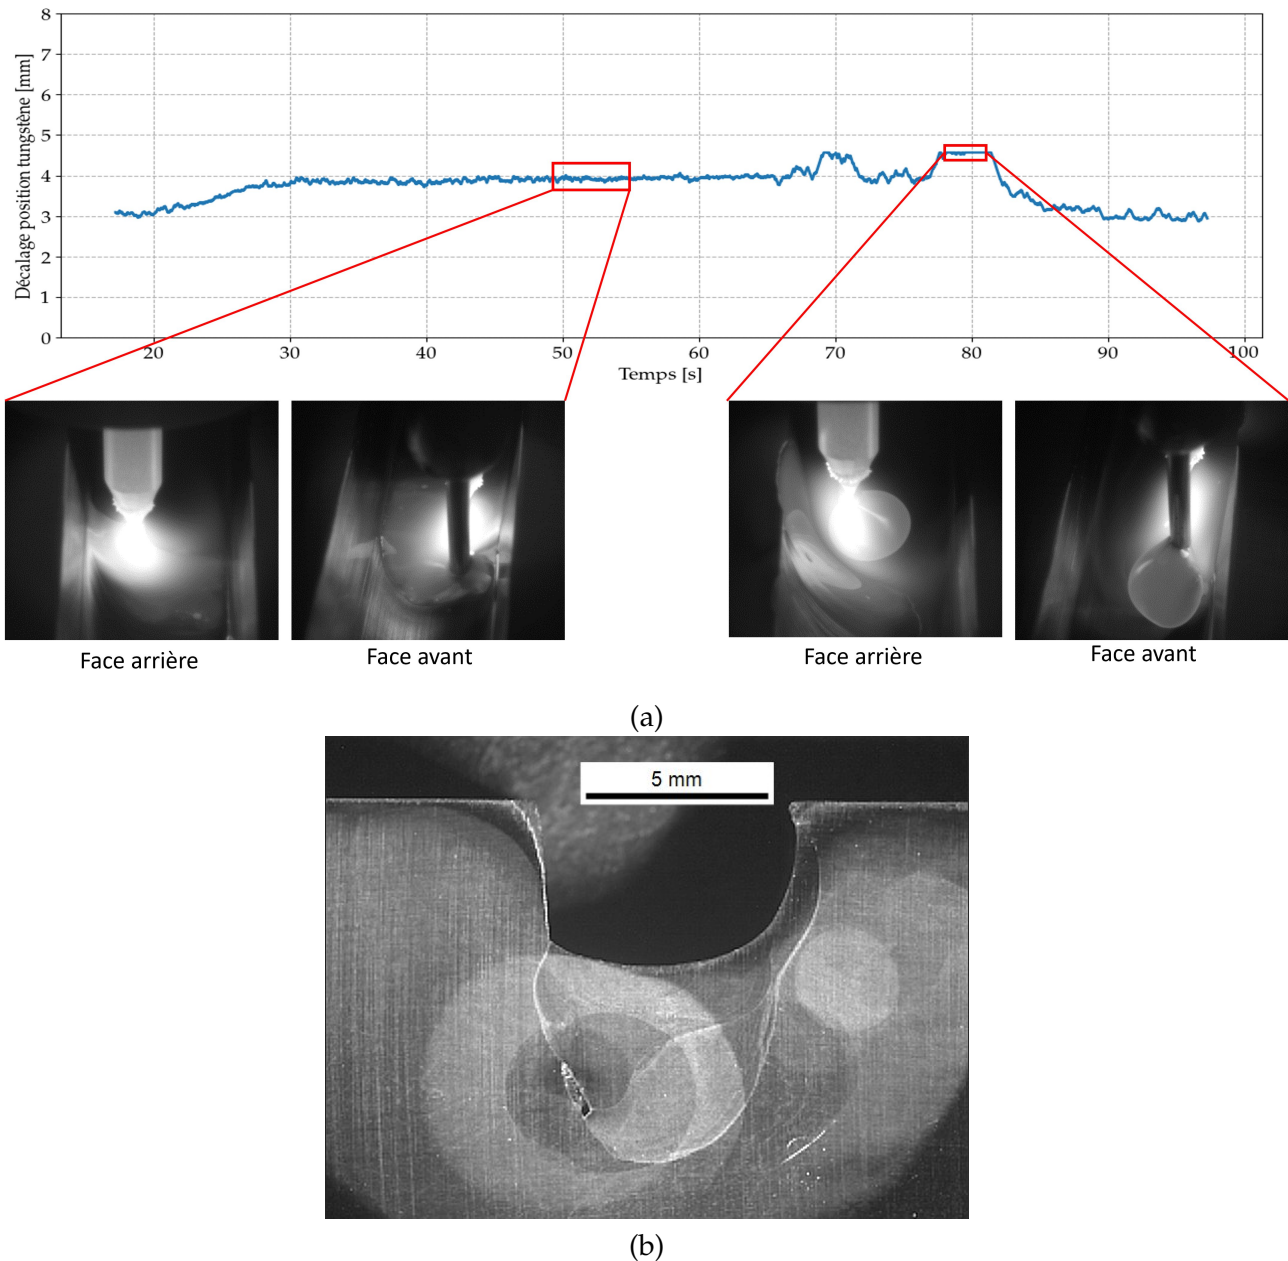 8
7
6
5
4
3
2
1
0
Décalage position tungstène [mm]
20 30 40 50 60 70 80 90 100
Temps [s]
Face arrière Face avant Face arrière Face avant
(a)
5 mm
(b)